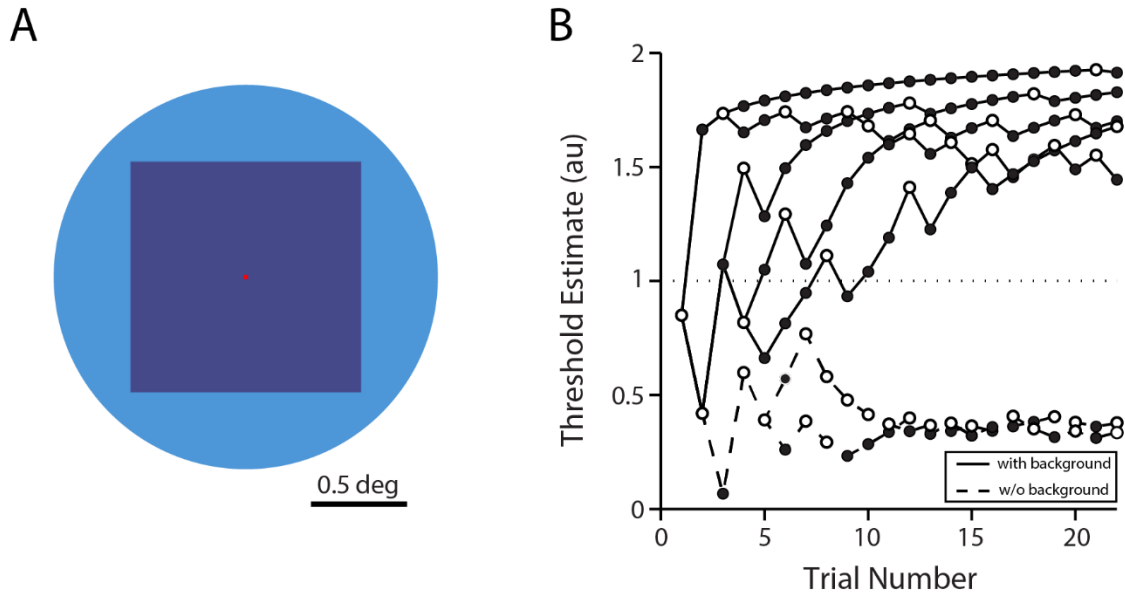 A
0.5 deg
B
Threshold Estimate (au)
2
1.5
1
0.5
0
with background
w/o background
0
5
10
15
20
Trial Number